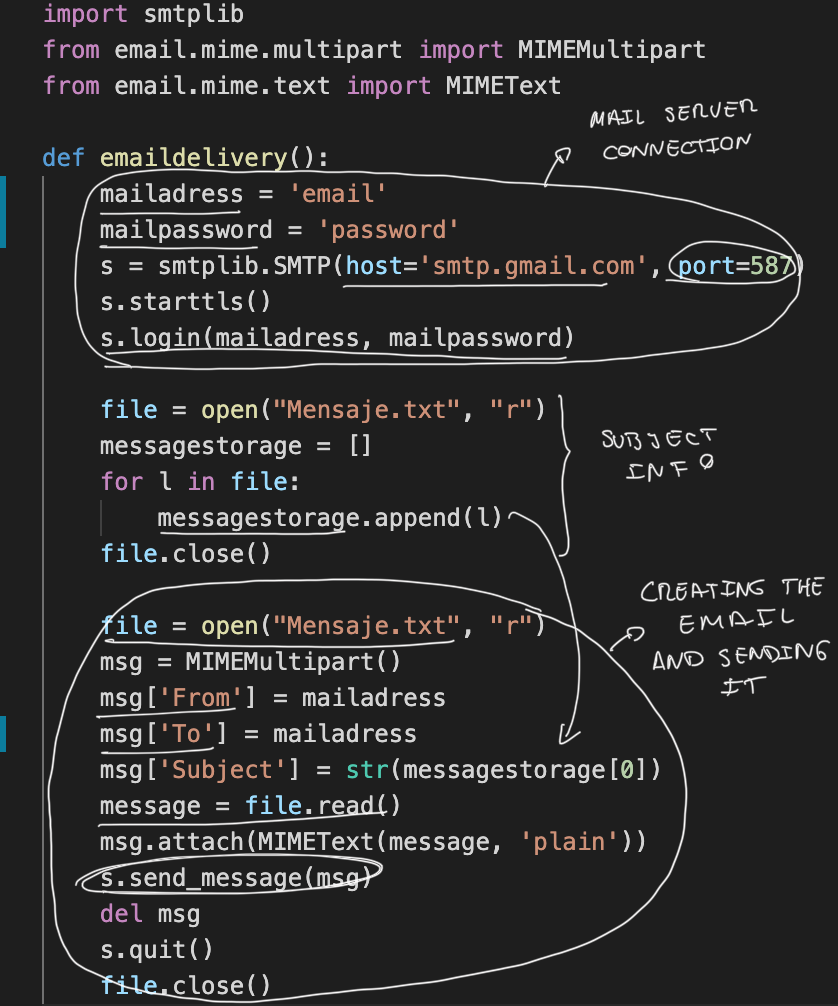 import smtplib
from email.mime.multipart import MIMEMultipart
from email.mime.text import MIMEText
MAIL SERVER
CONNECTION
def emaildelivery():
    mailadress = 'email'
    mailpassword = 'password'
    s = smtplib.SMTP(host='smtp.gmail.com', port=587)
    s.starttls()
    s.login(mailadress, mailpassword)
    file = open("Mensaje.txt", "r")
    messagestorage = []
    for l in file:
        messagestorage.append(l)
    file.close()
SUBJECT
INFO
    file = open("Mensaje.txt", "r")
    msg = MIMEMultipart()
    msg['From'] = mailadress
    msg['To'] = mailadress
    msg['Subject'] = str(messagestorage[0])
    message = file.read()
    msg.attach(MIMEText(message, 'plain'))
    s.send_message(msg)
    del msg
    s.quit()
    file.close()
CREATING THE
EMAIL
AND SENDING
IT